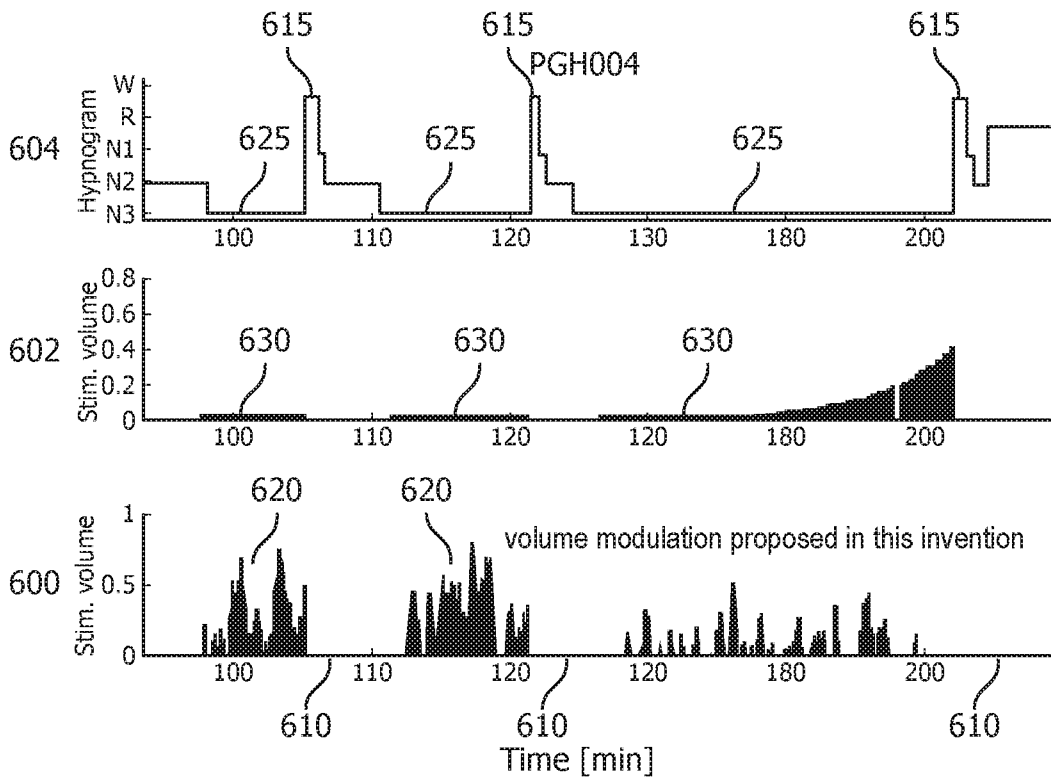 615 615 615
PGH004
W
R
N1
N2
N3
Hypnogram
604
625 625 625
100 110 120 130 180 200
0.8
0.6
0.4
0.2
0
Stim. volume
602
630 630 630
100 110 120 120 180 200
620 620
1
0.5
0
Stim. volume
600
volume modulation proposed in this invention
100 110 120 120 180 200
610 610 610
Time [min]